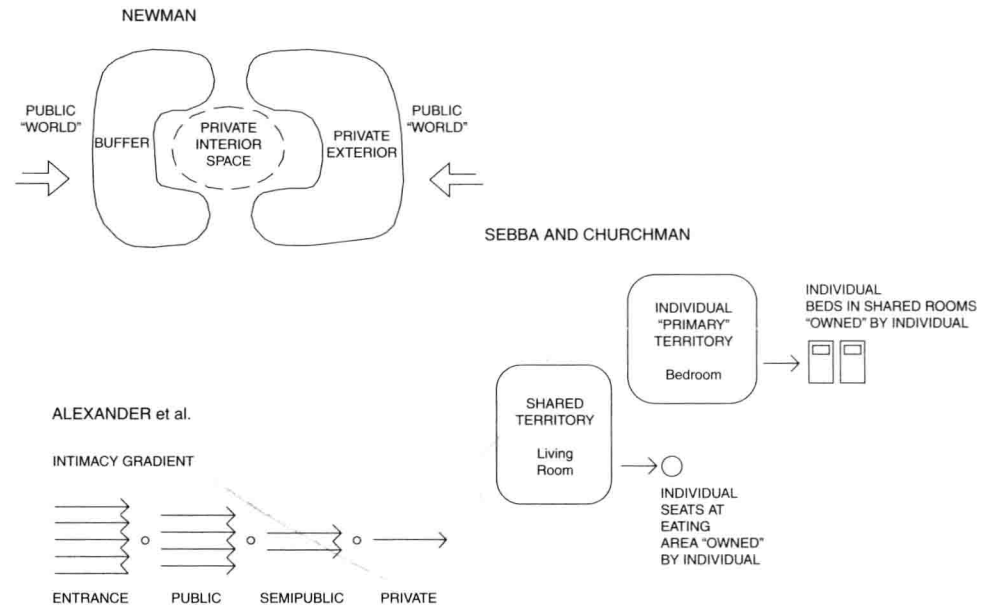 NEWMAN
PUBLIC
"WORLD"
BUFFER
PRIVATE
INTERIOR
SPACE
PRIVATE
EXTERIOR
PUBLIC
"WORLD"
SEBBA AND CHURCHMAN
INDIVIDUAL
"PRIMARY"
TERRITORY
Bedroom
INDIVIDUAL
BEDS IN SHARED ROOMS
"OWNED" BY INDIVIDUAL
SHARED
TERRITORY
Living
Room
INDIVIDUAL
SEATS AT
EATING
AREA "OWNED"
BY INDIVIDUAL
ALEXANDER et al.
INTIMACY GRADIENT
ENTRANCE
PUBLIC
SEMIPUBLIC
PRIVATE